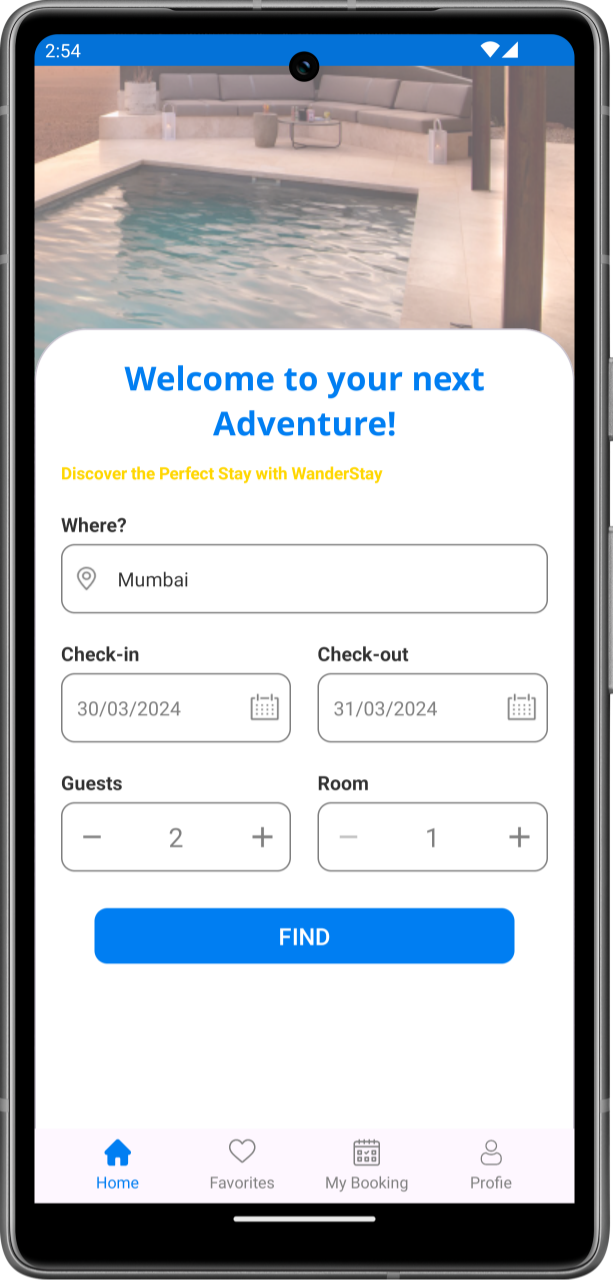 2:54
Welcome to your next
Adventure!
Discover the Perfect Stay with WanderStay
Where?
Mumbai
Check-in Check-out
30/03/2024 31/03/2024
Guests Room
− 2 + − 1 +
FIND
Home Favorites My Booking Profie